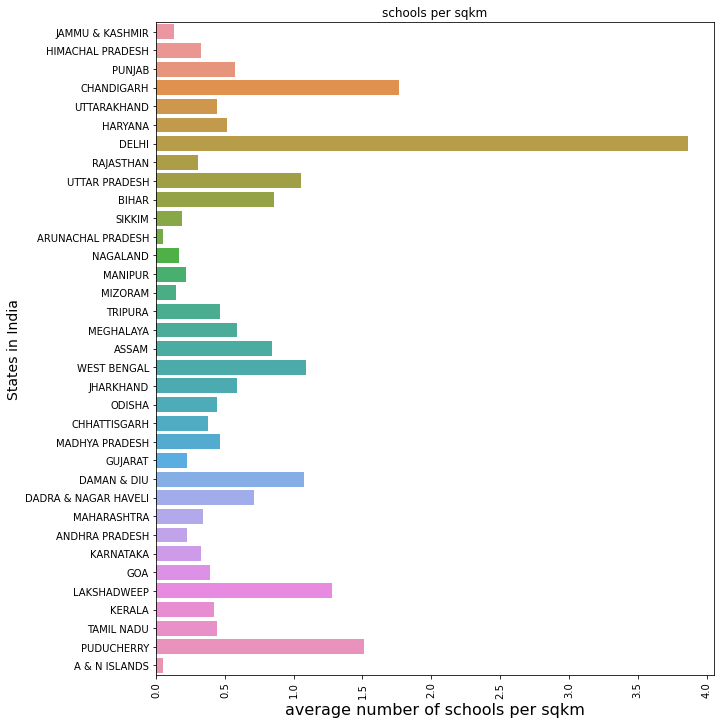 schools per sqkm
States in India
JAMMU & KASHMIR
HIMACHAL PRADESH
PUNJAB
CHANDIGARH
UTTARAKHAND
HARYANA
DELHI
RAJASTHAN
UTTAR PRADESH
BIHAR
SIKKIM
ARUNACHAL PRADESH
NAGALAND
MANIPUR
MIZORAM
TRIPURA
MEGHALAYA
ASSAM
WEST BENGAL
JHARKHAND
ODISHA
CHHATTISGARH
MADHYA PRADESH
GUJARAT
DAMAN & DIU
DADRA & NAGAR HAVELI
MAHARASHTRA
ANDHRA PRADESH
KARNATAKA
GOA
LAKSHADWEEP
KERALA
TAMIL NADU
PUDUCHERRY
A & N ISLANDS
0.0 0.5 1.0 1.5 2.0 2.5 3.0 3.5 4.0
average number of schools per sqkm